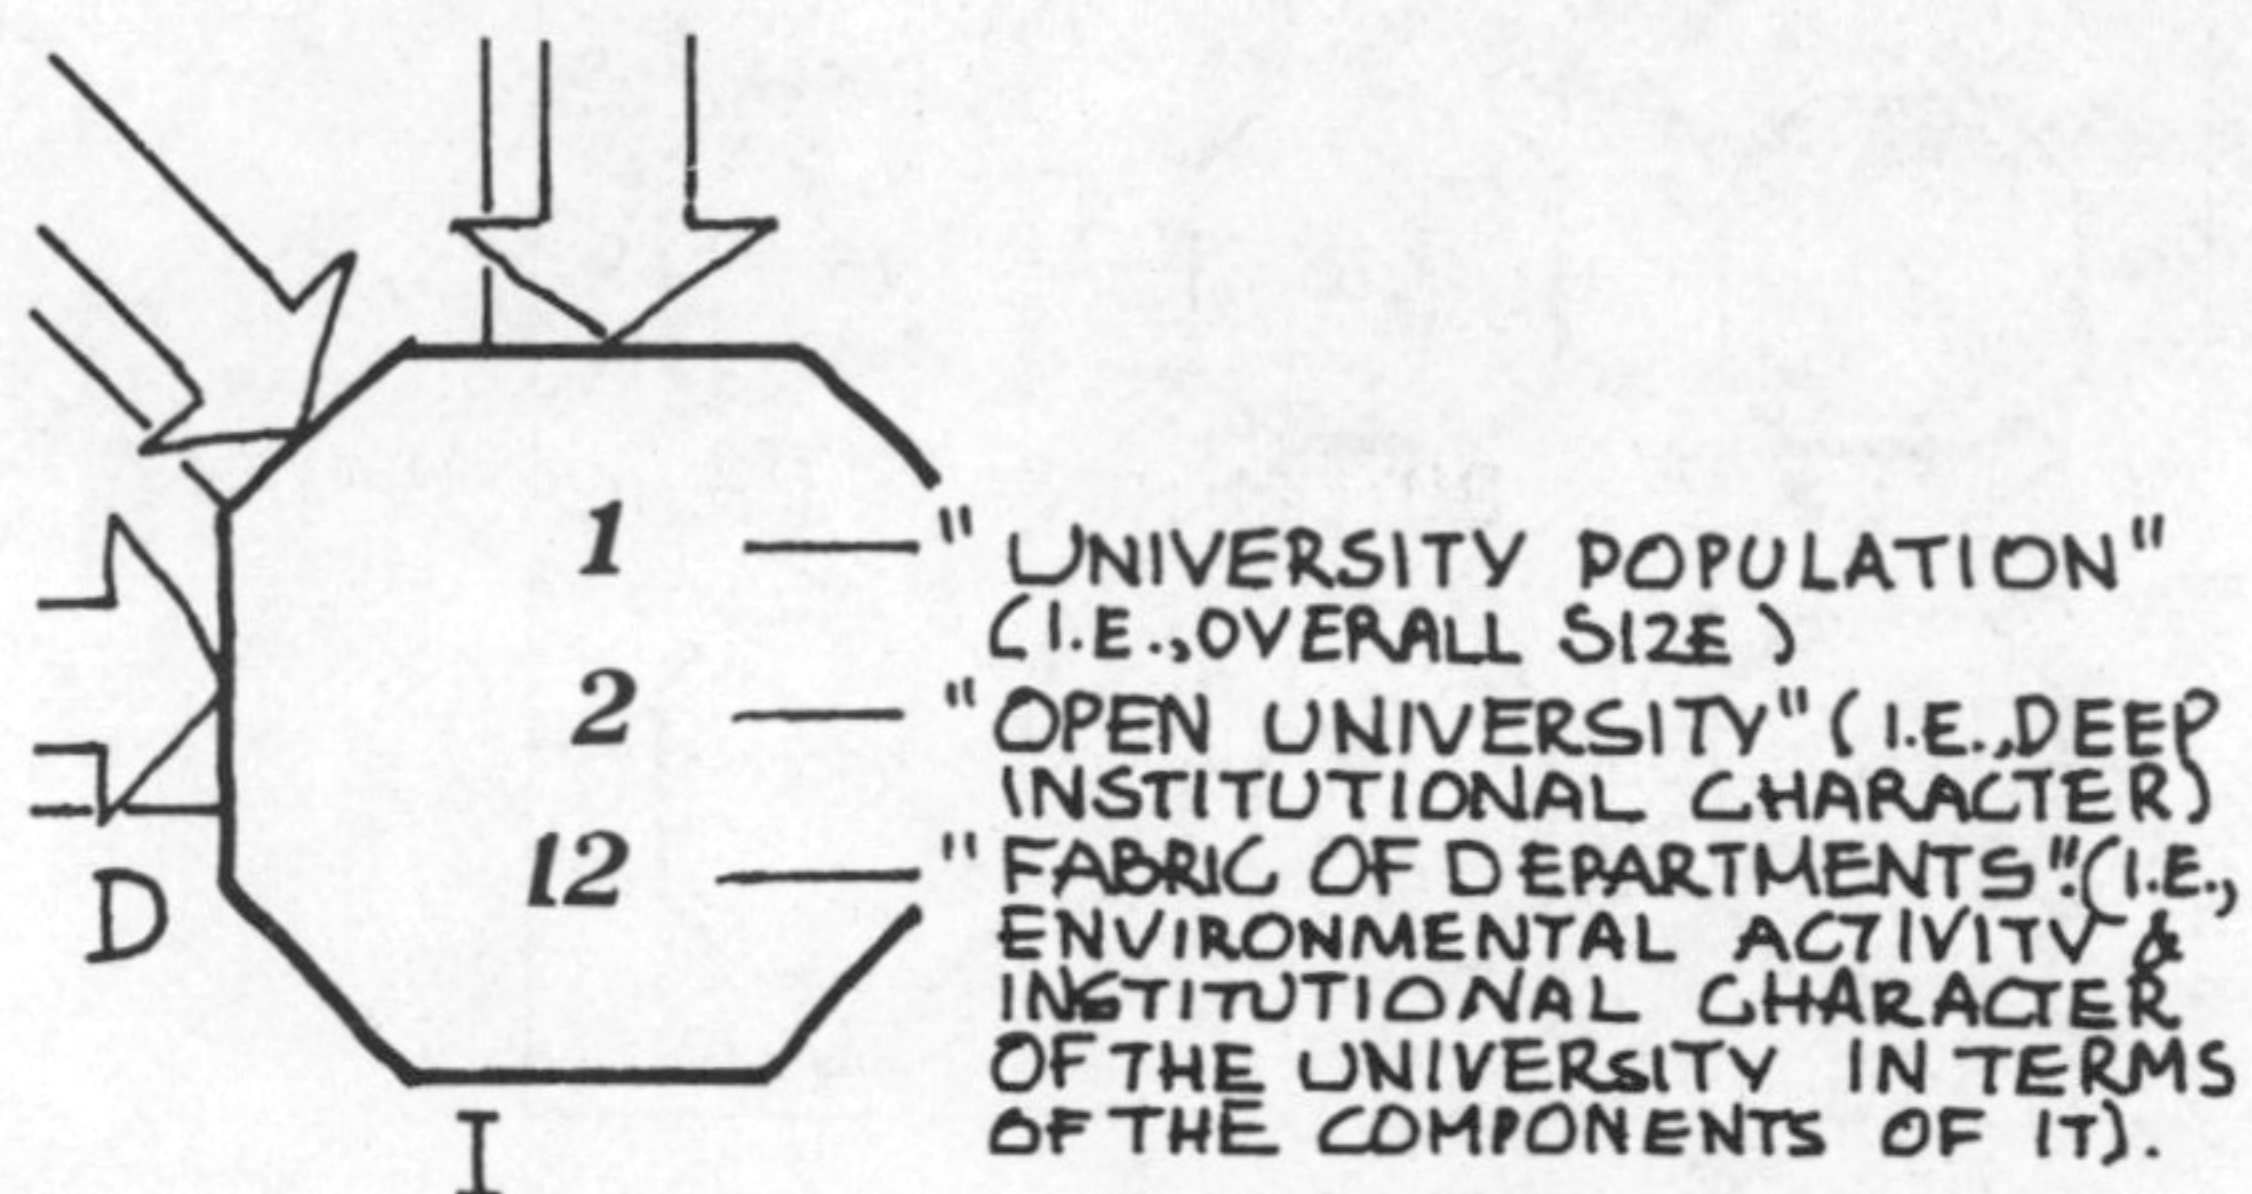 1 — " UNIVERSITY POPULATION"
(I.E., OVERALL SIZE)
2 — "OPEN UNIVERSITY" (I.E., DEEP
INSTITUTIONAL CHARACTER)
12 — "FABRIC OF DEPARTMENTS". (I.E.,
ENVIRONMENTAL ACTIVITY &
INSTITUTIONAL CHARACTER
OF THE UNIVERSITY IN TERMS
OF THE COMPONENTS OF IT).
D
I